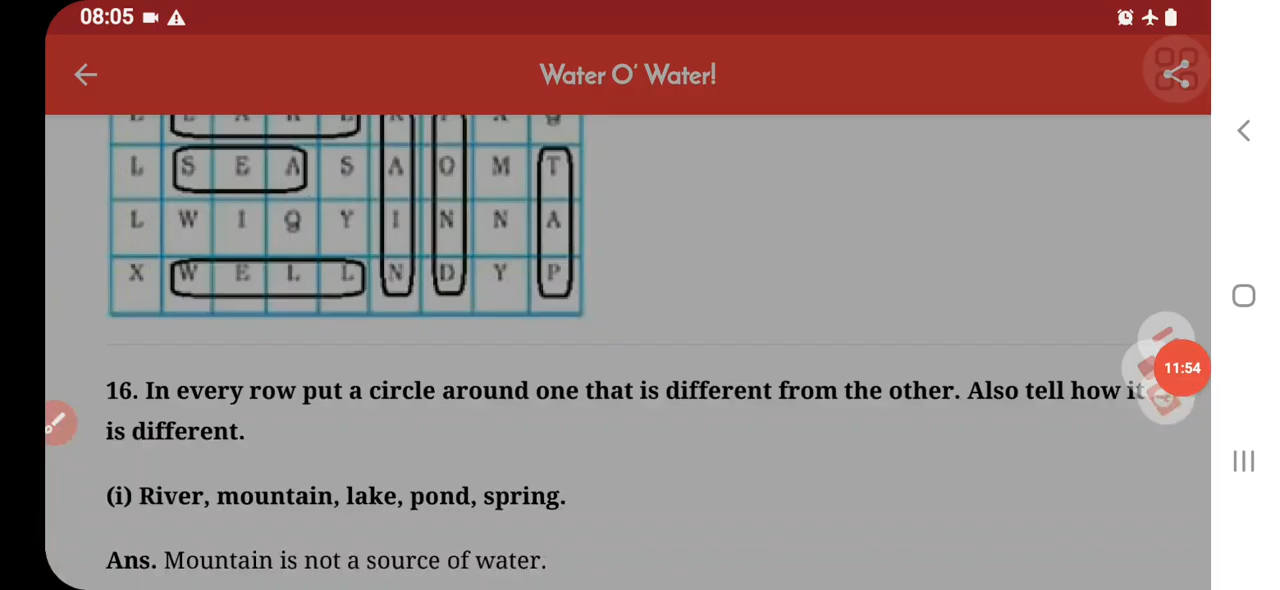 08:05
Water O' Water!
L S E A S A O M T
L W I Q Y I N N A
X W E L L N D Y P
11:54
16. In every row put a circle around one that is different from the other. Also tell how it
is different.
(i) River, mountain, lake, pond, spring.
Ans. Mountain is not a source of water.